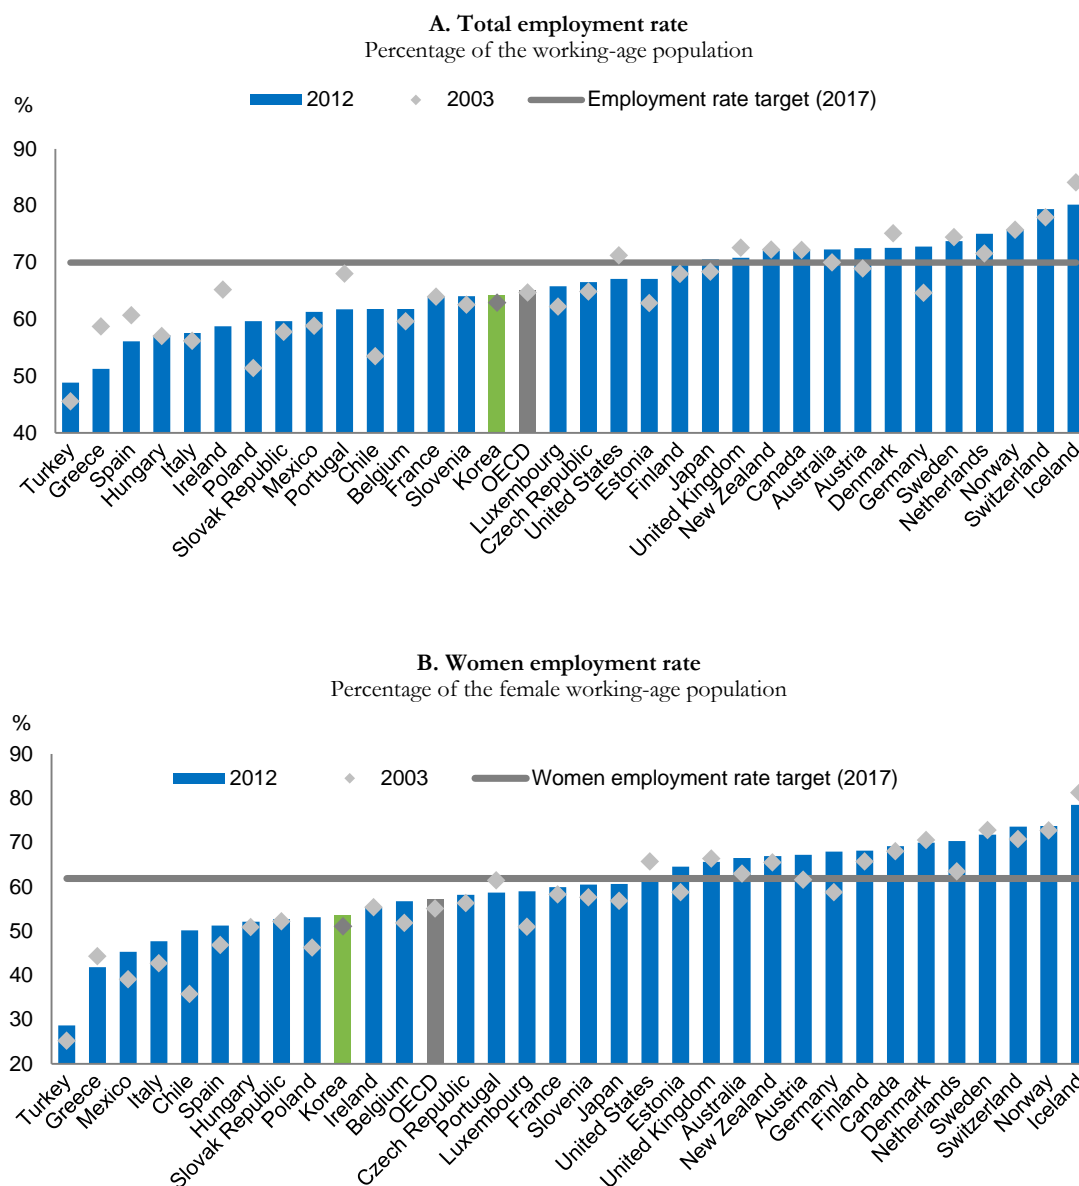 A. Total employment rate
Percentage of the working-age population
%
2012
2003
Employment rate target (2017)
90
80
70
60
50
40
Turkey
Greece
Spain
Hungary
Italy
Ireland
Poland
Slovak Republic
Mexico
Portugal
Chile
Belgium
France
Slovenia
Korea
OECD
Luxembourg
Czech Republic
United States
Estonia
Finland
Japan
United Kingdom
New Zealand
Canada
Australia
Austria
Denmark
Germany
Sweden
Netherlands
Norway
Switzerland
Iceland
B. Women employment rate
Percentage of the female working-age population
%
2012
2003
Women employment rate target (2017)
90
80
70
60
50
40
30
20
Turkey
Greece
Mexico
Italy
Chile
Spain
Hungary
Slovak Republic
Poland
Korea
Ireland
Belgium
OECD
Czech Republic
Portugal
Luxembourg
France
Slovenia
Japan
United States
Estonia
United Kingdom
Australia
New Zealand
Austria
Germany
Finland
Canada
Denmark
Netherlands
Sweden
Switzerland
Norway
Iceland